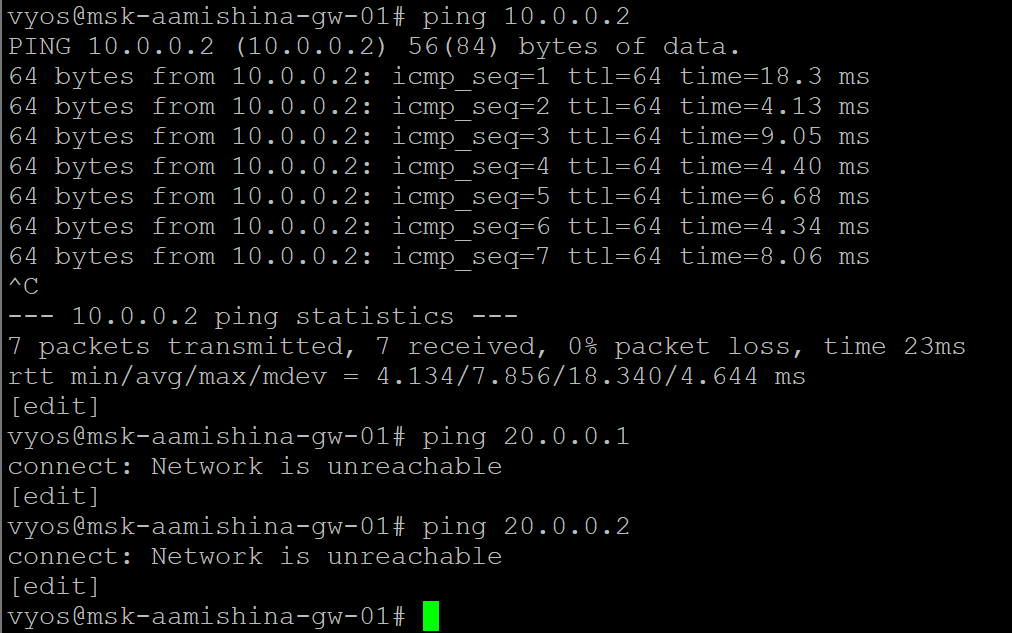 vyos@msk-aamishina-gw-01# ping 10.0.0.2
PING 10.0.0.2 (10.0.0.2) 56(84) bytes of data.
64 bytes from 10.0.0.2: icmp_seq=1 ttl=64 time=18.3 ms
64 bytes from 10.0.0.2: icmp_seq=2 ttl=64 time=4.13 ms
64 bytes from 10.0.0.2: icmp_seq=3 ttl=64 time=9.05 ms
64 bytes from 10.0.0.2: icmp_seq=4 ttl=64 time=4.40 ms
64 bytes from 10.0.0.2: icmp_seq=5 ttl=64 time=6.68 ms
64 bytes from 10.0.0.2: icmp_seq=6 ttl=64 time=4.34 ms
64 bytes from 10.0.0.2: icmp_seq=7 ttl=64 time=8.06 ms
^C
--- 10.0.0.2 ping statistics ---
7 packets transmitted, 7 received, 0% packet loss, time 23ms
rtt min/avg/max/mdev = 4.134/7.856/18.340/4.644 ms
[edit]
vyos@msk-aamishina-gw-01# ping 20.0.0.1
connect: Network is unreachable
[edit]
vyos@msk-aamishina-gw-01# ping 20.0.0.2
connect: Network is unreachable
[edit]
vyos@msk-aamishina-gw-01#